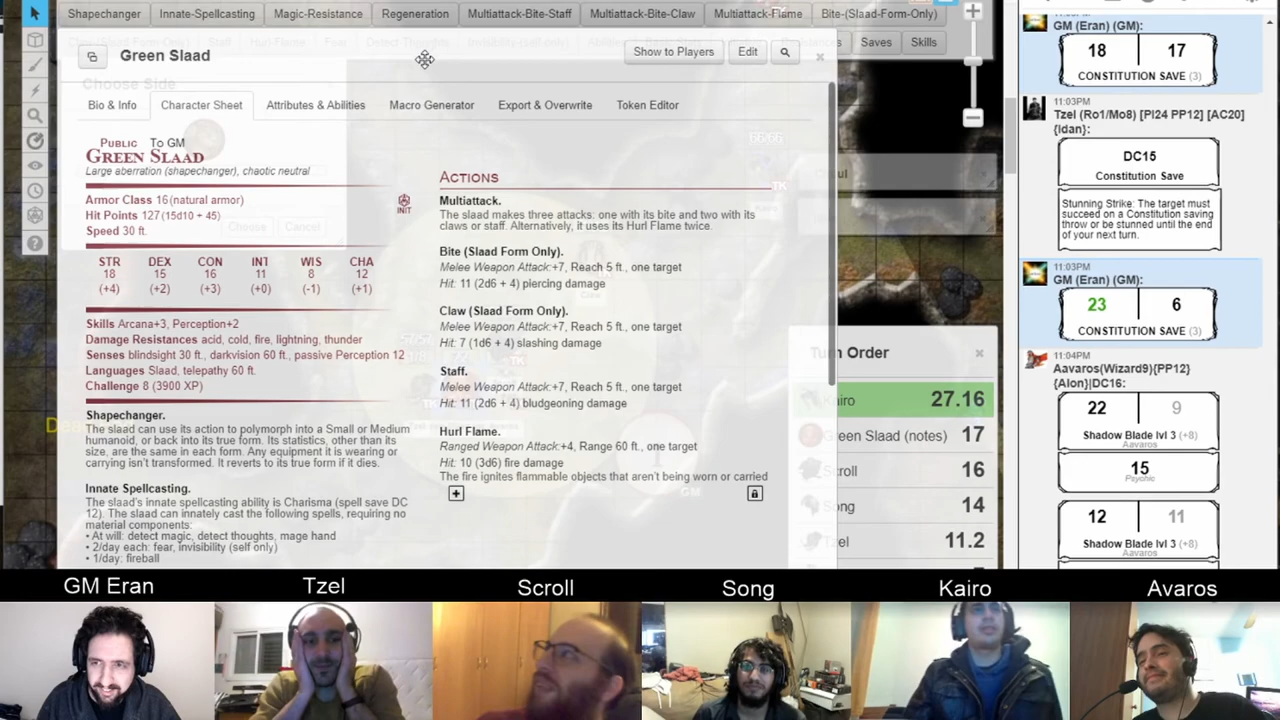 Shapechanger Innate-Spellcasting Magic-Resistance Regeneration Multiattack-Bite-Staff Multiattack-Bite-Claw Multiattack-Flame Bite-(Slaad-Form-Only)
Saves Skills
Green Slaad
Show to Players Edit
Choose Side
Bio & Info Character Sheet Attributes & Abilities Macro Generator Export & Overwrite Token Editor
PUBLIC To GM
GREEN SLAAD
Large aberration (shapechanger), chaotic neutral
Armor Class 16 (natural armor)
Hit Points 127 (15d10 + 45)
Speed 30 ft.
INIT
Choose Cancel
STR DEX CON INT WIS CHA
18 15 16 11 8 12
(+4) (+2) (+3) (+0) (-1) (+1)
Skills Arcana+3, Perception+2
Damage Resistances acid, cold, fire, lightning, thunder
Senses blindsight 30 ft., darkvision 60 ft., passive Perception 12
Languages Slaad, telepathy 60 ft.
Challenge 8 (3900 XP)
Shapechanger.
The slaad can use its action to polymorph into a Small or Medium
humanoid, or back into its true form. Its statistics, other than its
size, are the same in each form. Any equipment it is wearing or
carrying isn't transformed. It reverts to its true form if it dies.
Innate Spellcasting.
The slaad's innate spellcasting ability is Charisma (spell save DC
12). The slaad can innately cast the following spells, requiring no
material components:
• At will: detect magic, detect thoughts, mage hand
• 2/day each: fear, invisibility (self only)
• 1/day: fireball
ACTIONS
Multiattack.
The slaad makes three attacks: one with its bite and two with its
claws or staff. Alternatively, it uses its Hurl Flame twice.
Bite (Slaad Form Only).
Melee Weapon Attack:+7, Reach 5 ft., one target
Hit: 11 (2d6 + 4) piercing damage
Claw (Slaad Form Only).
Melee Weapon Attack:+7, Reach 5 ft., one target
Hit: 7 (1d6 + 4) slashing damage
Staff.
Melee Weapon Attack:+7, Reach 5 ft., one target
Hit: 11 (2d6 + 4) bludgeoning damage
Hurl Flame.
Ranged Weapon Attack:+4, Range 60 ft., one target
Hit: 10 (3d6) fire damage
The fire ignites flammable objects that aren't being worn or carried
66/66
TK
GM
Turn Order
Kairo 27.16
Green Slaad (notes) 17
Scroll 16
Song 14
Tzel 11.2
GM (Eran) (GM):
18 17
CONSTITUTION SAVE (3)
11:03PM
Tzel (Ro1/Mo8) [PI24 PP12] [AC20]
{Idan}:
DC15
Constitution Save
Stunning Strike: The target must
succeed on a Constitution saving
throw or be stunned until the end
of your next turn.
11:03PM
GM (Eran) (GM):
23 6
CONSTITUTION SAVE (3)
11:04PM
Aavaros(Wizard9){PP12}
{Alon}|DC16:
22 9
Shadow Blade lvl 3 (+8)
Aavaros
15
Psychic
12 11
Shadow Blade lvl 3 (+8)
Aavaros
GM Eran Tzel Scroll Song Kairo Avaros